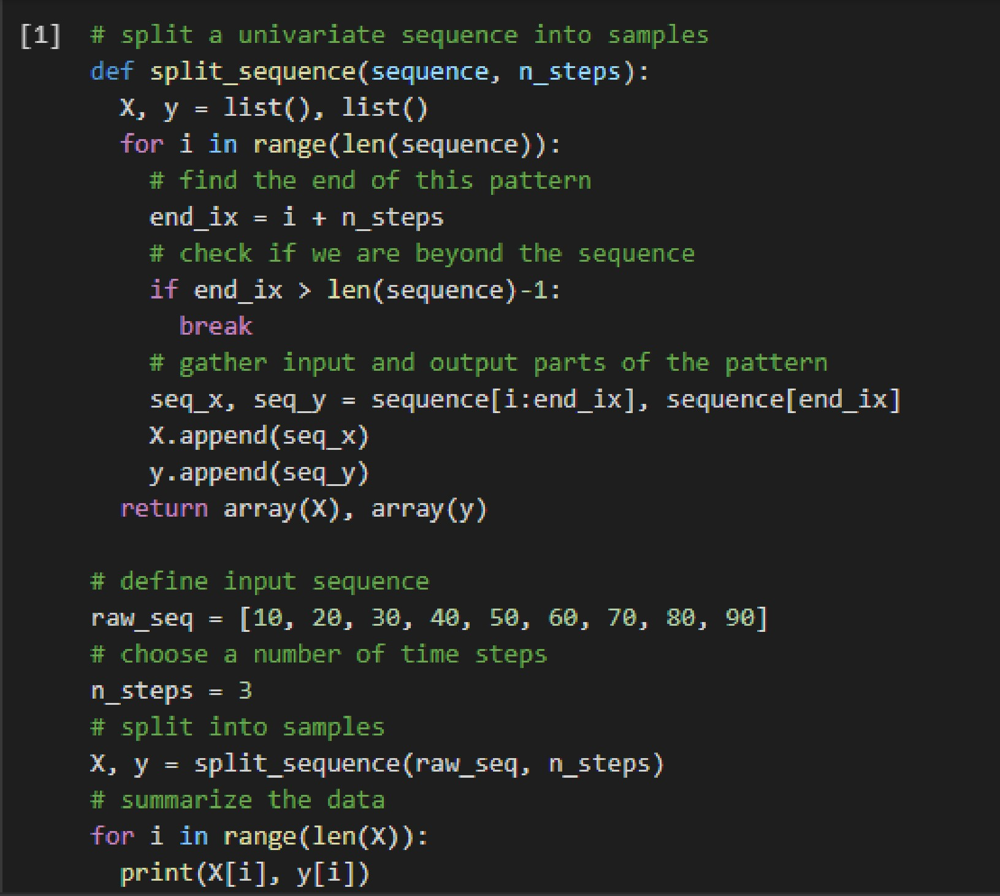 [1] # split a univariate sequence into samples
def split_sequence(sequence, n_steps):
  X, y = list(), list()
  for i in range(len(sequence)):
    # find the end of this pattern
    end_ix = i + n_steps
    # check if we are beyond the sequence
    if end_ix > len(sequence)-1:
      break
    # gather input and output parts of the pattern
    seq_x, seq_y = sequence[i:end_ix], sequence[end_ix]
    X.append(seq_x)
    y.append(seq_y)
  return array(X), array(y)

# define input sequence
raw_seq = [10, 20, 30, 40, 50, 60, 70, 80, 90]
# choose a number of time steps
n_steps = 3
# split into samples
X, y = split_sequence(raw_seq, n_steps)
# summarize the data
for i in range(len(X)):
  print(X[i], y[i])